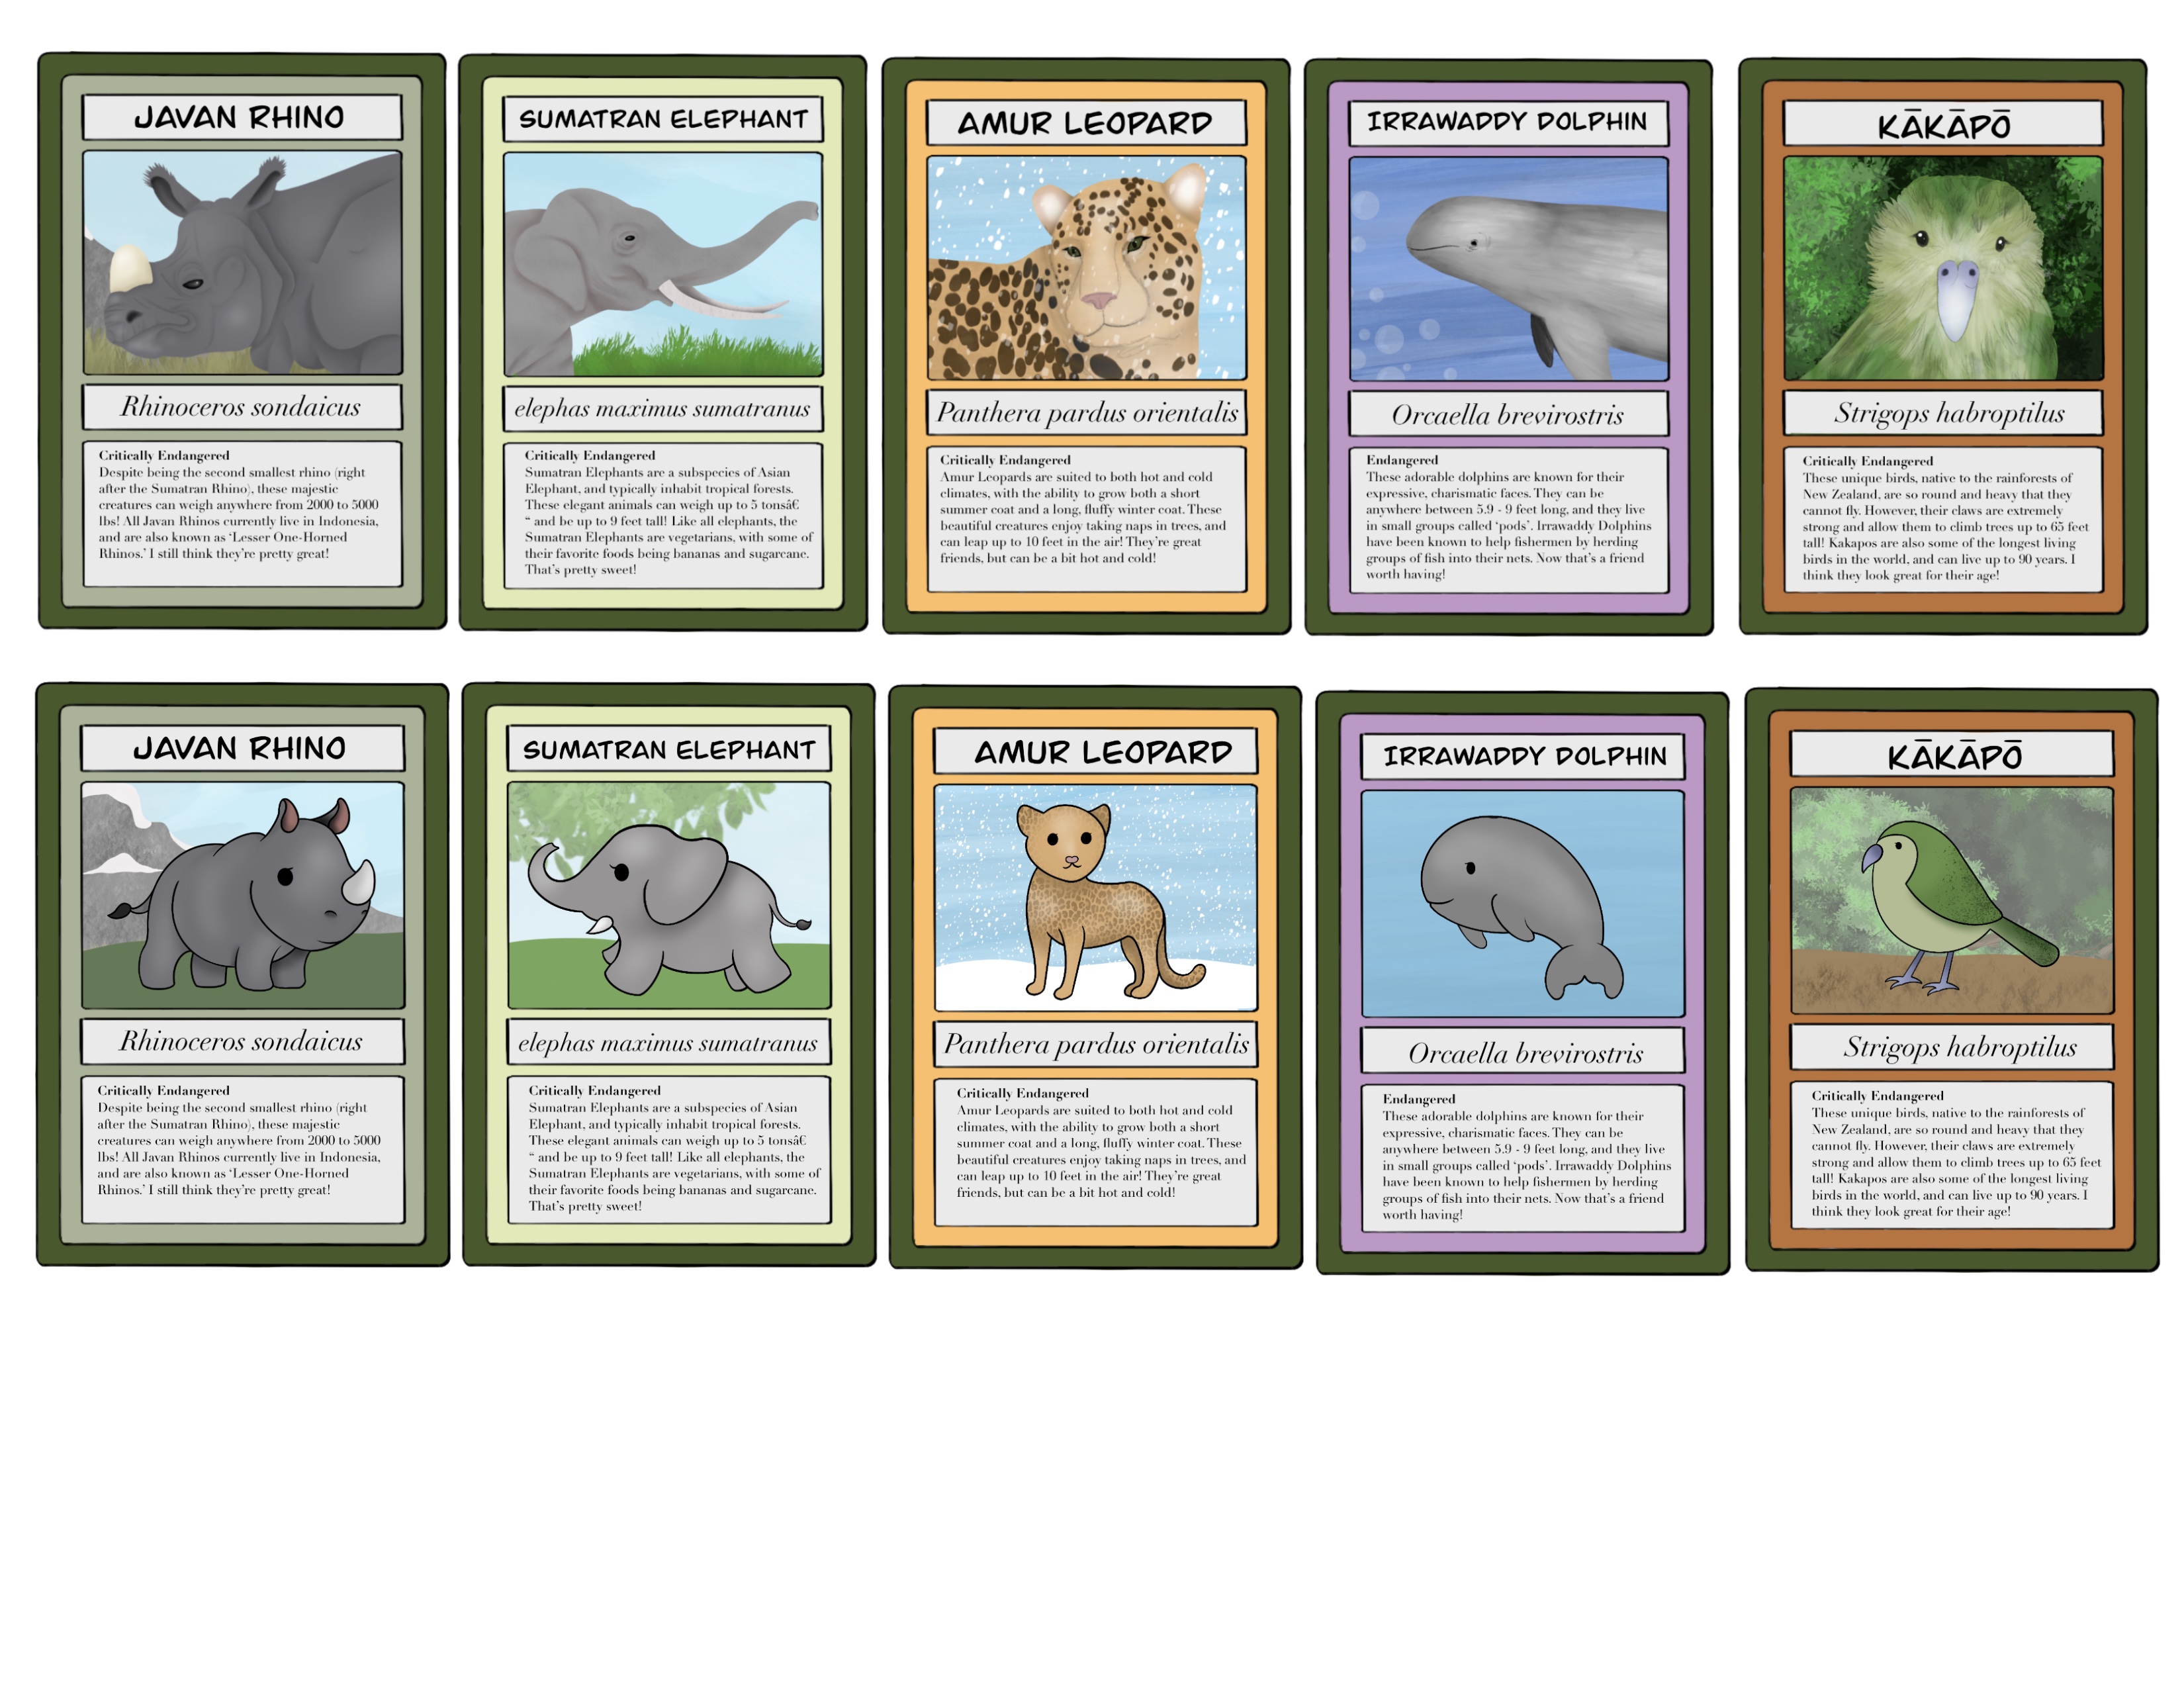 JAVAN RHINO
Rhinoceros sondaicus
Critically Endangered
Despite being the second smallest rhino (right
after the Sumatran Rhino), these majestic
creatures can weigh anywhere from 2000 to 5000
lbs! All Javan Rhinos currently live in Indonesia,
and are also known as ‘Lesser One-Horned
Rhinos.’ I still think they’re pretty great!
SUMATRAN ELEPHANT
elephas maximus sumatranus
Critically Endangered
Sumatran Elephants are a subspecies of Asian
Elephant, and typically inhabit tropical forests.
These elegant animals can weigh up to 5 tonsâ€
“ and be up to 9 feet tall! Like all elephants, the
Sumatran Elephants are vegetarians, with some of
their favorite foods being bananas and sugarcane.
That’s pretty sweet!
AMUR LEOPARD
Panthera pardus orientalis
Critically Endangered
Amur Leopards are suited to both hot and cold
climates, with the ability to grow both a short
summer coat and a long, fluffy winter coat. These
beautiful creatures enjoy taking naps in trees, and
can leap up to 10 feet in the air! They’re great
friends, but can be a bit hot and cold!
IRRAWADDY DOLPHIN
Orcaella brevirostris
Endangered
These adorable dolphins are known for their
expressive, charismatic faces. They can be
anywhere between 5.9 - 9 feet long, and they live
in small groups called ‘pods’. Irrawaddy Dolphins
have been known to help fishermen by herding
groups of fish into their nets. Now that’s a friend
worth having!
KĀKĀPŌ
Strigops habroptilus
Critically Endangered
These unique birds, native to the rainforests of
New Zealand, are so round and heavy that they
cannot fly. However, their claws are extremely
strong and allow them to climb trees up to 65 feet
tall! Kakapos are also some of the longest living
birds in the world, and can live up to 90 years. I
think they look great for their age!
JAVAN RHINO
Rhinoceros sondaicus
Critically Endangered
Despite being the second smallest rhino (right
after the Sumatran Rhino), these majestic
creatures can weigh anywhere from 2000 to 5000
lbs! All Javan Rhinos currently live in Indonesia,
and are also known as ‘Lesser One-Horned
Rhinos.’ I still think they’re pretty great!
SUMATRAN ELEPHANT
elephas maximus sumatranus
Critically Endangered
Sumatran Elephants are a subspecies of Asian
Elephant, and typically inhabit tropical forests.
These elegant animals can weigh up to 5 tonsâ€
“ and be up to 9 feet tall! Like all elephants, the
Sumatran Elephants are vegetarians, with some of
their favorite foods being bananas and sugarcane.
That’s pretty sweet!
AMUR LEOPARD
Panthera pardus orientalis
Critically Endangered
Amur Leopards are suited to both hot and cold
climates, with the ability to grow both a short
summer coat and a long, fluffy winter coat. These
beautiful creatures enjoy taking naps in trees, and
can leap up to 10 feet in the air! They’re great
friends, but can be a bit hot and cold!
IRRAWADDY DOLPHIN
Orcaella brevirostris
Endangered
These adorable dolphins are known for their
expressive, charismatic faces. They can be
anywhere between 5.9 - 9 feet long, and they live
in small groups called ‘pods’. Irrawaddy Dolphins
have been known to help fishermen by herding
groups of fish into their nets. Now that’s a friend
worth having!
KĀKĀPŌ
Strigops habroptilus
Critically Endangered
These unique birds, native to the rainforests of
New Zealand, are so round and heavy that they
cannot fly. However, their claws are extremely
strong and allow them to climb trees up to 65 feet
tall! Kakapos are also some of the longest living
birds in the world, and can live up to 90 years. I
think they look great for their age!